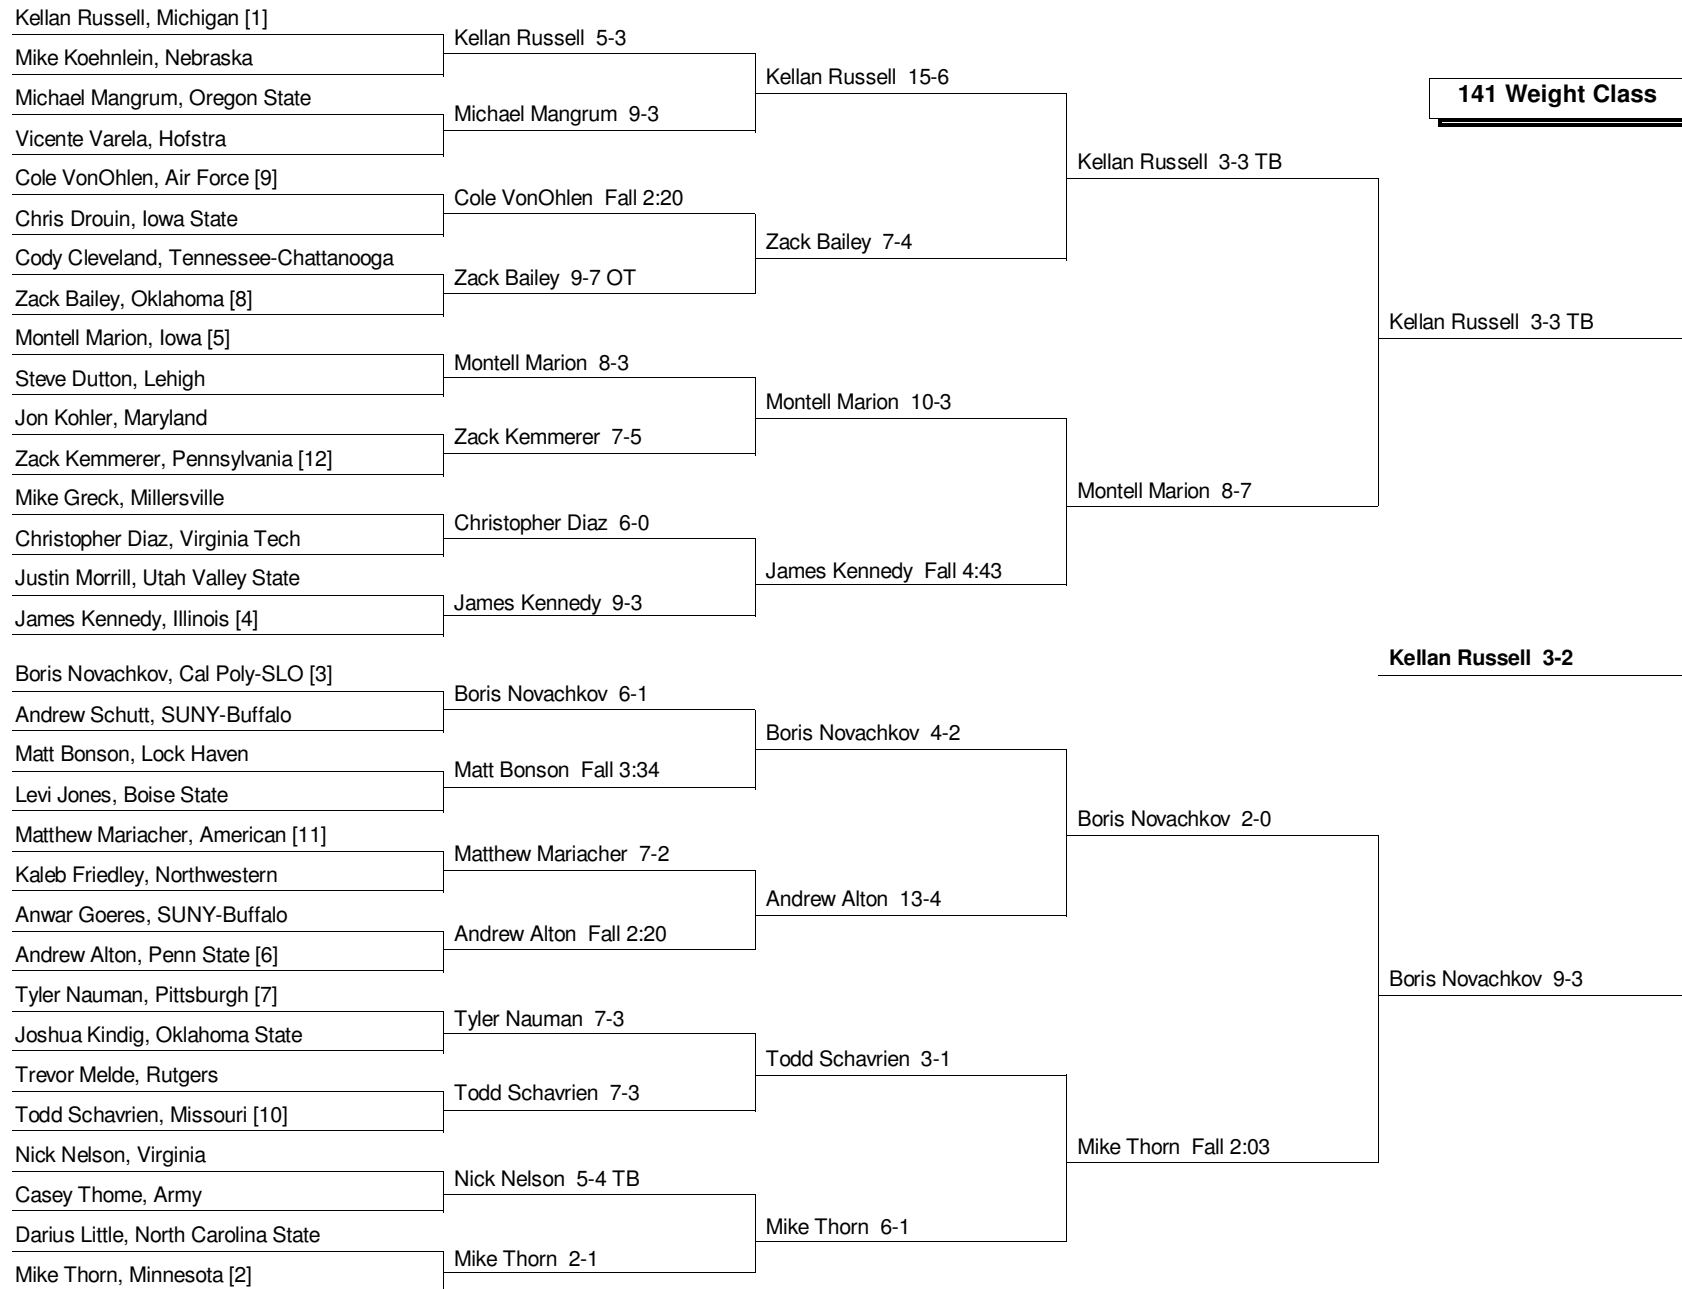 Kellan Russell, Michigan [1]
Mike Koehnlein, Nebraska
Michael Mangrum, Oregon State
Vicente Varela, Hofstra
Cole VonOhlen, Air Force [9]
Chris Drouin, Iowa State
Cody Cleveland, Tennessee-Chattanooga
Zack Bailey, Oklahoma [8]
Montell Marion, Iowa [5]
Steve Dutton, Lehigh
Jon Kohler, Maryland
Zack Kemmerer, Pennsylvania [12]
Mike Greck, Millersville
Christopher Diaz, Virginia Tech
Justin Morrill, Utah Valley State
James Kennedy, Illinois [4]
Boris Novachkov, Cal Poly-SLO [3]
Andrew Schutt, SUNY-Buffalo
Matt Bonson, Lock Haven
Levi Jones, Boise State
Matthew Mariacher, American [11]
Kaleb Friedley, Northwestern
Anwar Goeres, SUNY-Buffalo
Andrew Alton, Penn State [6]
Tyler Nauman, Pittsburgh [7]
Joshua Kindig, Oklahoma State
Trevor Melde, Rutgers
Todd Schavrien, Missouri [10]
Nick Nelson, Virginia
Casey Thome, Army
Darius Little, North Carolina State
Mike Thorn, Minnesota [2]
Kellan Russell 5-3
Michael Mangrum 9-3
Cole VonOhlen Fall 2:20
Zack Bailey 9-7 OT
Montell Marion 8-3
Zack Kemmerer 7-5
Christopher Diaz 6-0
James Kennedy 9-3
Boris Novachkov 6-1
Matt Bonson Fall 3:34
Matthew Mariacher 7-2
Andrew Alton Fall 2:20
Tyler Nauman 7-3
Todd Schavrien 7-3
Nick Nelson 5-4 TB
Mike Thorn 2-1
Kellan Russell 15-6
Zack Bailey 7-4
Montell Marion 10-3
James Kennedy Fall 4:43
Boris Novachkov 4-2
Andrew Alton 13-4
Todd Schavrien 3-1
Mike Thorn 6-1
Kellan Russell 3-3 TB
Montell Marion 8-7
Boris Novachkov 2-0
Mike Thorn Fall 2:03
141 Weight Class
Kellan Russell 3-3 TB
Kellan Russell 3-2
Boris Novachkov 9-3